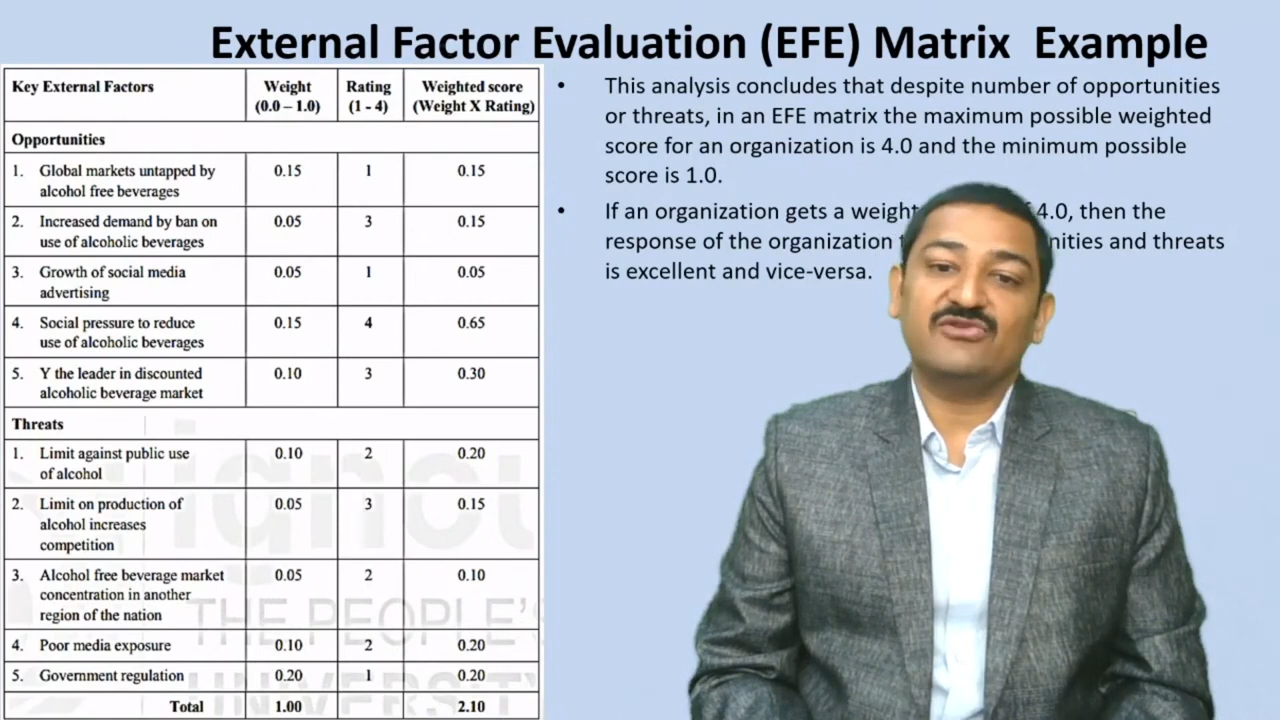 External Factor Evaluation (EFE) Matrix Example
Key External Factors Weight Rating Weighted score
(0.0 – 1.0) (1 - 4) (Weight X Rating)
Opportunities
1. Global markets untapped by 0.15 1 0.15
alcohol free beverages
2. Increased demand by ban on 0.05 3 0.15
use of alcoholic beverages
3. Growth of social media 0.05 1 0.05
advertising
4. Social pressure to reduce 0.15 4 0.65
use of alcoholic beverages
5. Y the leader in discounted 0.10 3 0.30
alcoholic beverage market
Threats
1. Limit against public use 0.10 2 0.20
of alcohol
2. Limit on production of 0.05 3 0.15
alcohol increases
competition
3. Alcohol free beverage market 0.05 2 0.10
concentration in another
region of the nation
4. Poor media exposure 0.10 2 0.20
5. Government regulation 0.20 1 0.20
Total 1.00 2.10
ignou
THE PEOPLE'S
UNIVERSITY
• This analysis concludes that despite number of opportunities
or threats, in an EFE matrix the maximum possible weighted
score for an organization is 4.0 and the minimum possible
score is 1.0.
• If an organization gets a weight 4.0, then the
response of the organization and threats
is excellent and vice-versa.